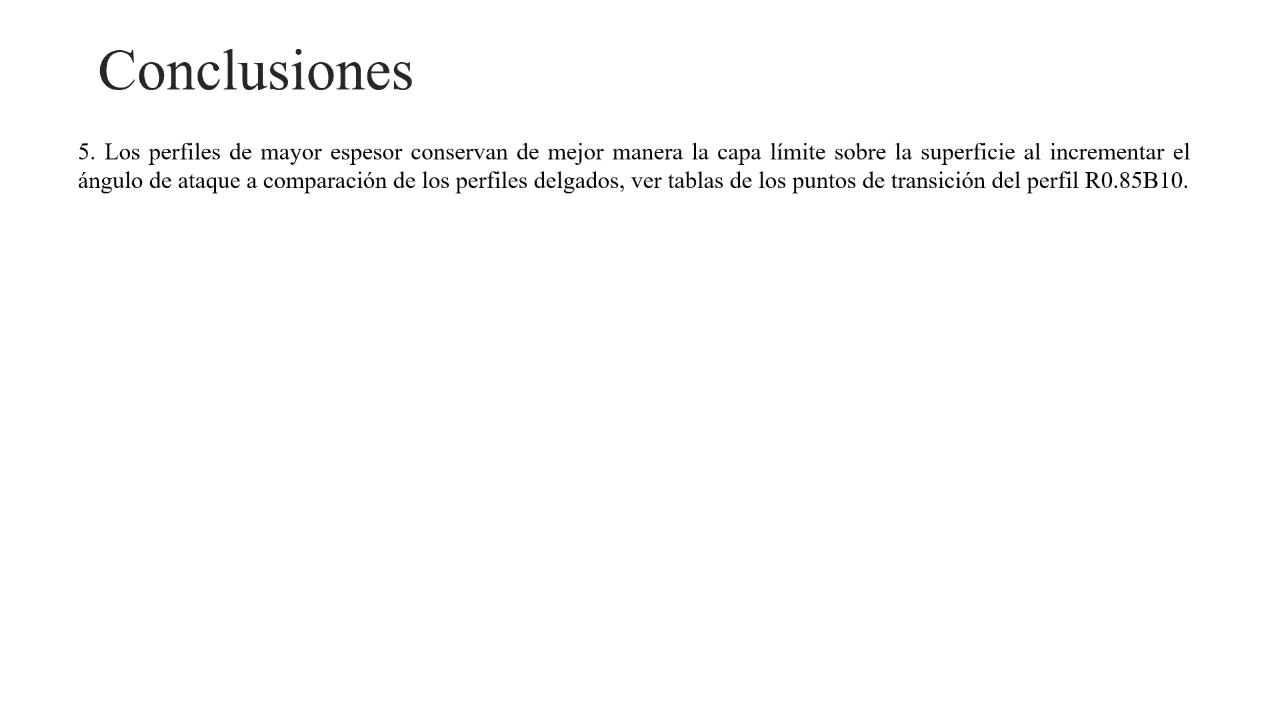 Conclusiones
5. Los perfiles de mayor espesor conservan de mejor manera la capa límite sobre la superficie al incrementar el
ángulo de ataque a comparación de los perfiles delgados, ver tablas de los puntos de transición del perfil R0.85B10.